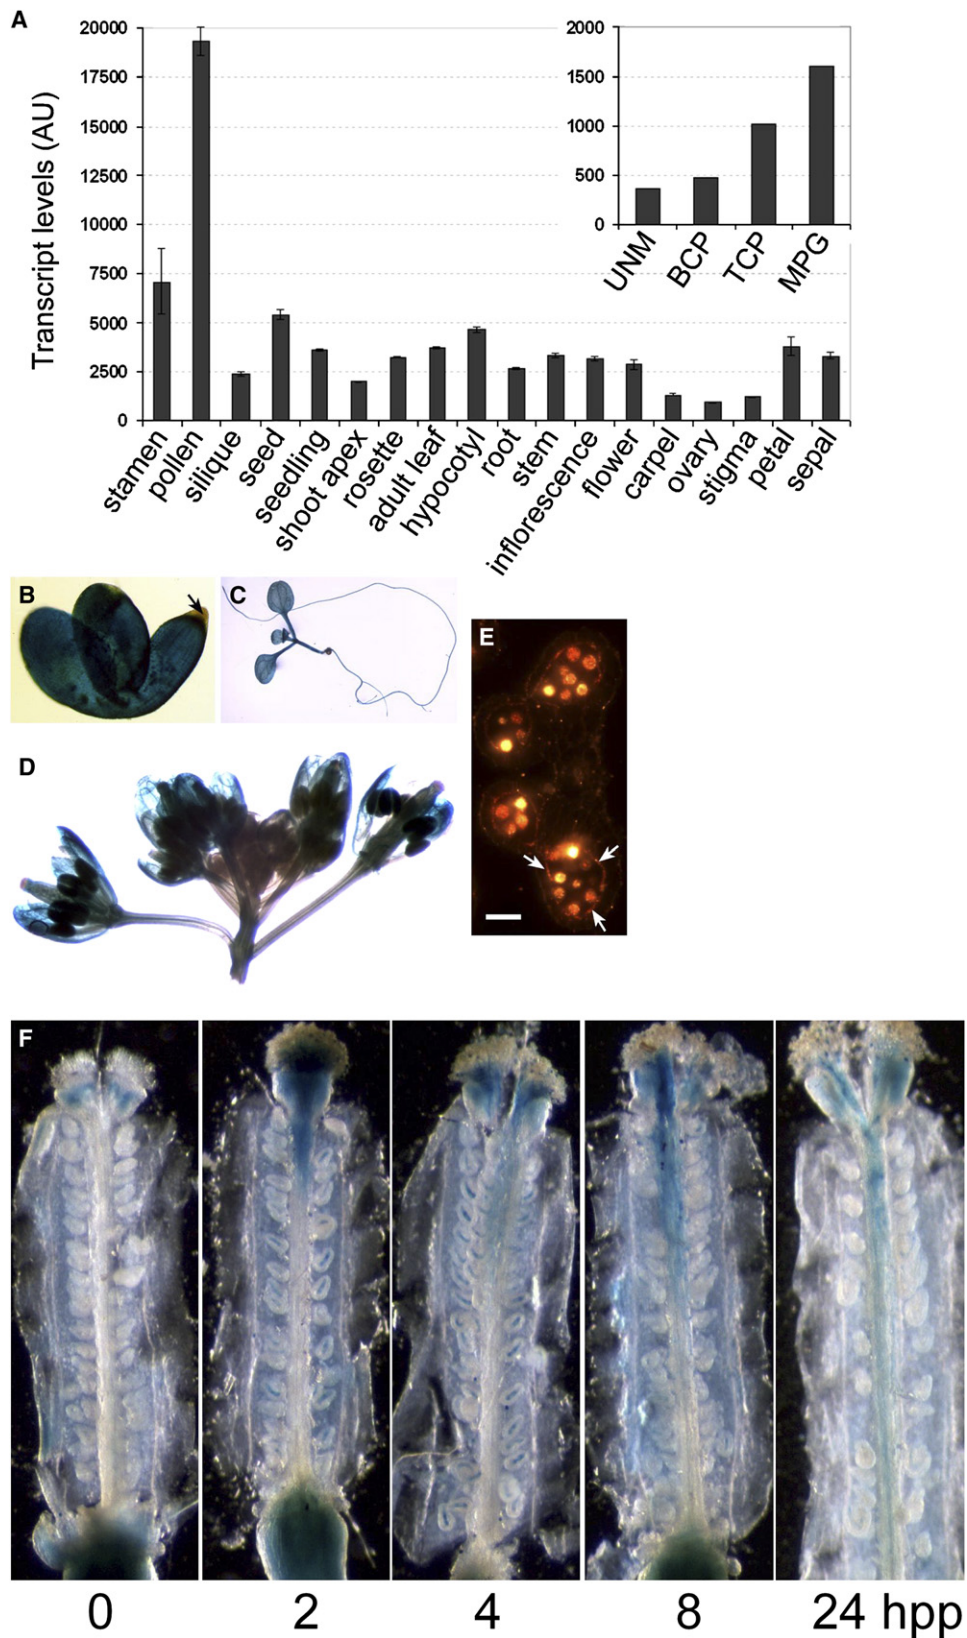 A
Transcript levels (AU)
20000
17500
15000
12500
10000
7500
5000
2500
0
stamen
pollen
silique
seed
seedling
shoot apex
rosette
adult leaf
hypocotyl
root
stem
inflorescence
flower
carpel
ovary
stigma
petal
sepal
2000
1500
1000
500
0
UNM
BCP
TCP
MPG
B
C
E
D
F
0 2 4 8 24 hpp